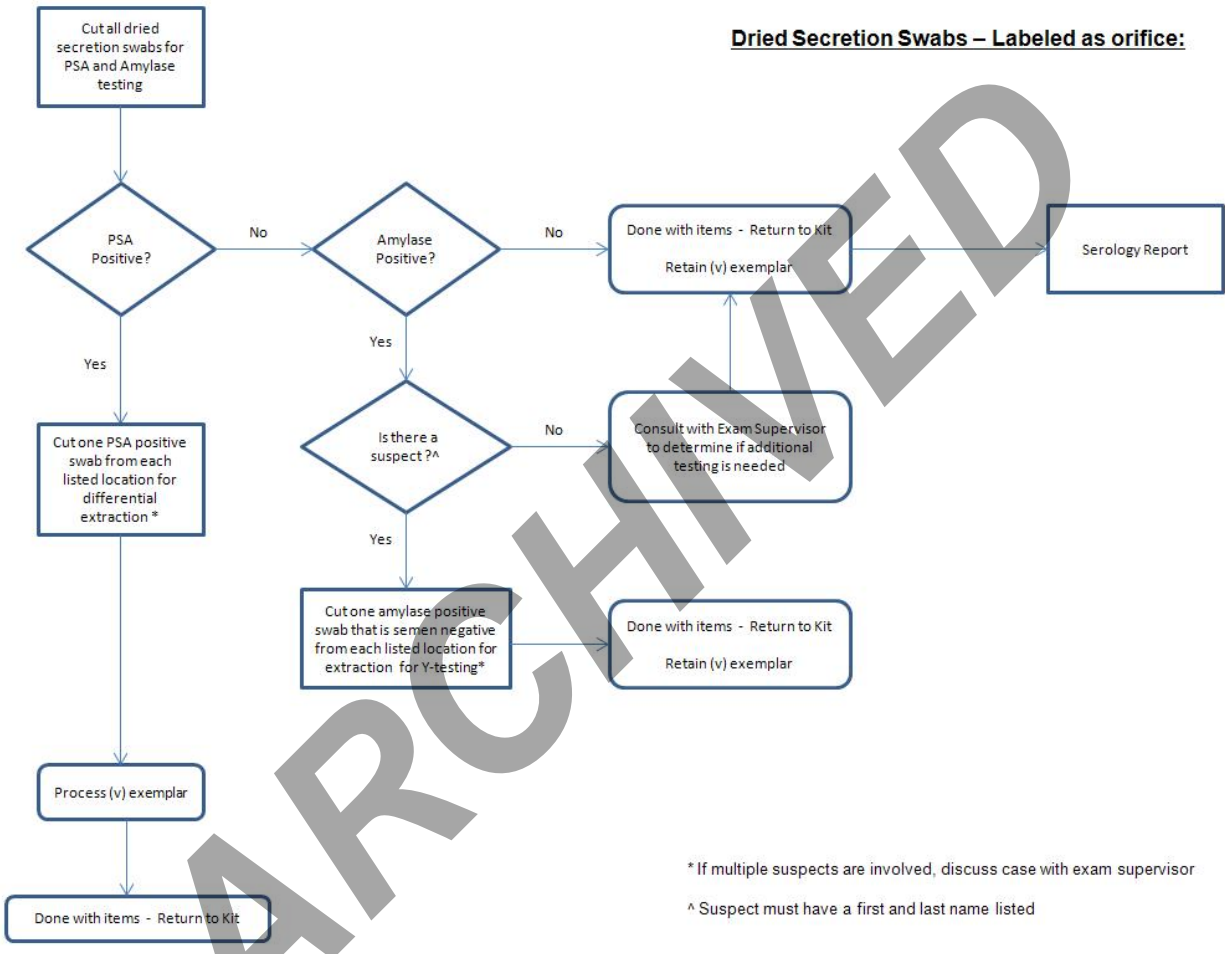 Dried Secretion Swabs – Labeled as orifice:
Cut all dried
secretion swabs for
PSA and Amylase
testing
PSA
Positive?
No
Amylase
Positive?
No
Done with items - Return to Kit
Retain (v) exemplar
Serology Report
Yes
Yes
Cut one PSA positive
swab from each
listed location for
differential
extraction *
Is there a
suspect ?^
No
Consult with Exam Supervisor
to determine if additional
testing is needed
Yes
Cut one amylase positive
swab that is semen negative
from each listed location for
extraction for Y-testing*
Done with items - Return to Kit
Retain (v) exemplar
Process (v) exemplar
Done with items - Return to Kit
* If multiple suspects are involved, discuss case with exam supervisor
^ Suspect must have a first and last name listed
ARCHIVED